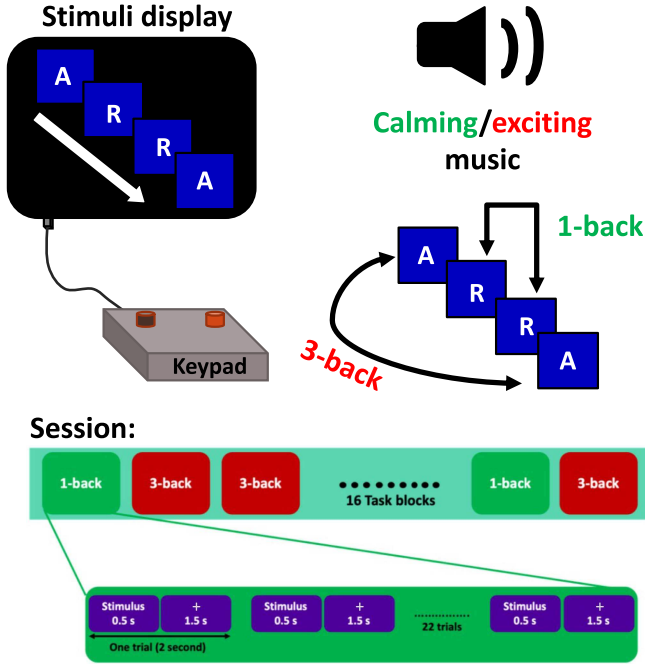 Stimuli display
A
R
R
A
Keypad
Calming/exciting
music
1-back
A
R
R
A
3-back
Session:
1-back
3-back
3-back
.........
16 Task blocks
1-back
3-back
Stimulus
0.5 s
+
1.5 s
Stimulus
0.5 s
+
1.5 s
...............
22 trials
Stimulus
0.5 s
+
1.5 s
One trial (2 second)